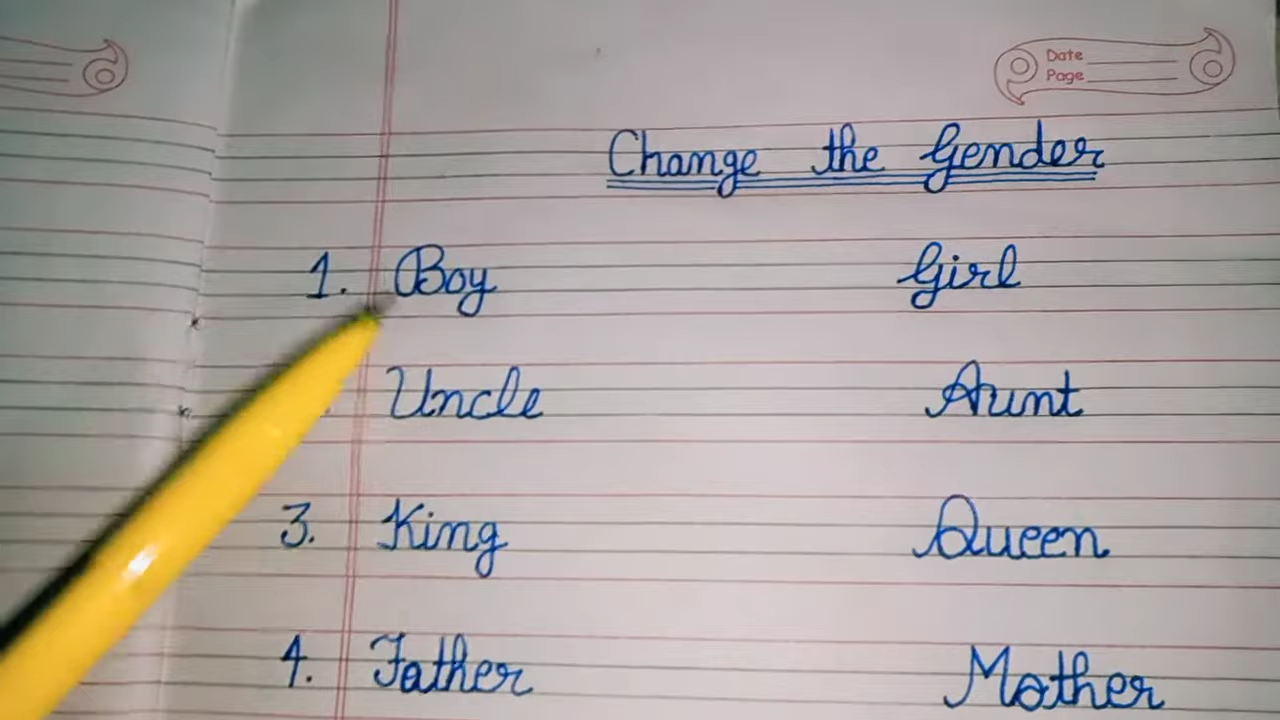 Date
Page
Change the Gender
1. Boy Girl
Uncle Aunt
3. King Queen
4. Father Mother